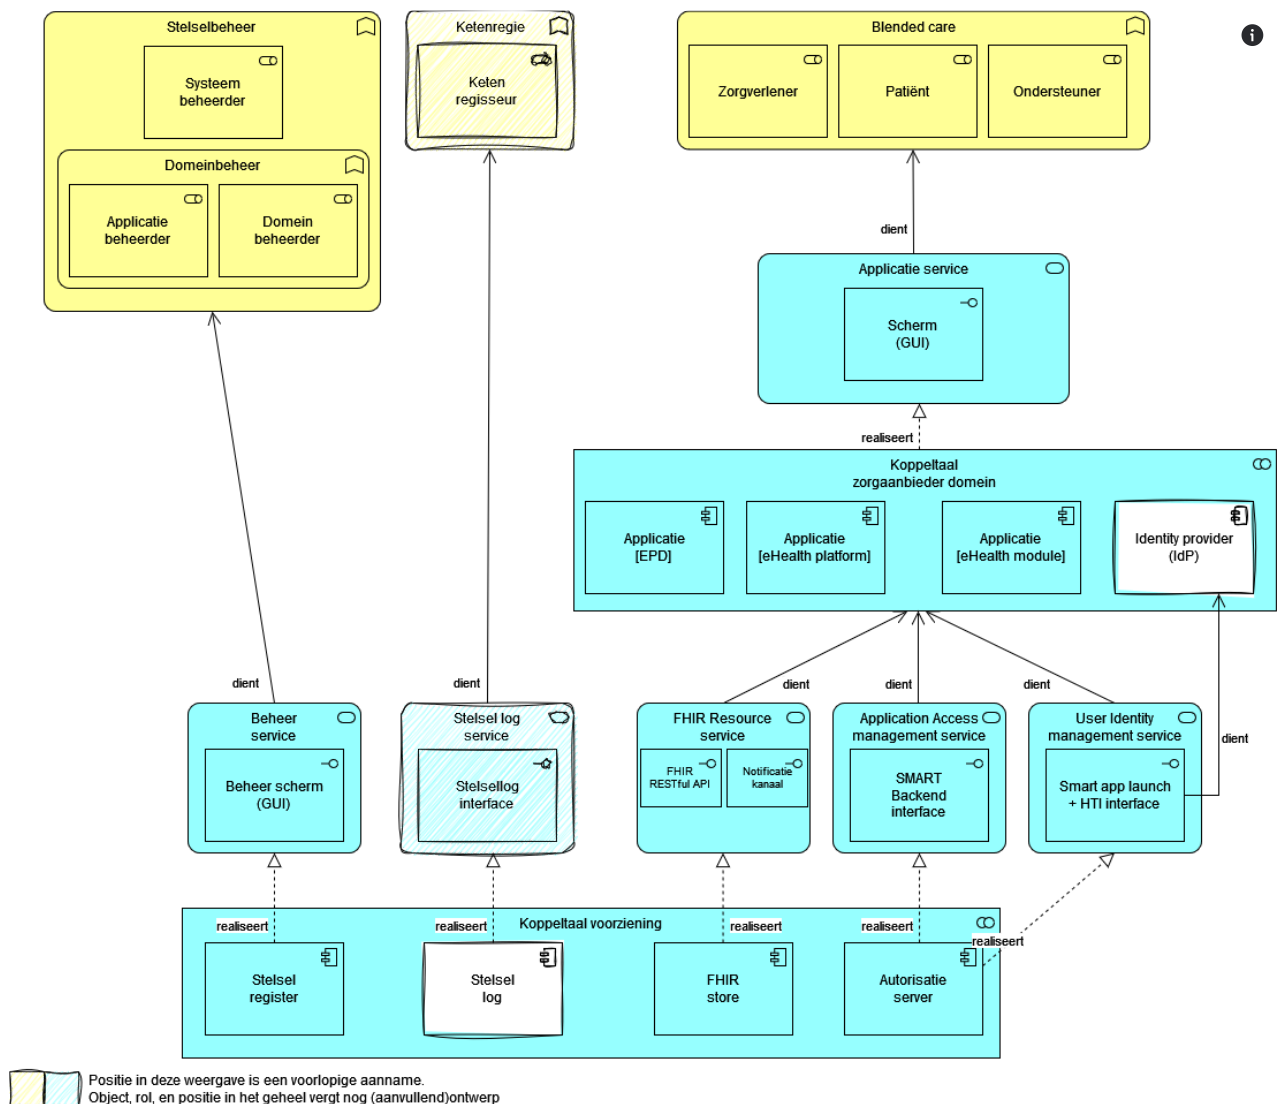 Stelselbeheer
Systeem
beheerder
Domeinbeheer
Applicatie
beheerder
Domein
beheerder
Ketenregie
Keten
regisseur
Blended care
Zorgverlener
Patiënt
Ondersteuner
dient
Applicatie service
Scherm
(GUI)
realiseert
Koppeltaal
zorgaanbieder domein
Applicatie
[EPD]
Applicatie
[eHealth platform]
Applicatie
[eHealth module]
Identity provider
(IdP)
dient
dient
dient
dient
dient
dient
Beheer
service
Beheer scherm
(GUI)
Stelsel log
service
Stelsellog
interface
FHIR Resource
service
FHIR
RESTful API
Notificatie
kanaal
Application Access
management service
SMART
Backend
interface
User Identity
management service
Smart app launch
+ HTI interface
Koppeltaal voorziening
realiseert
realiseert
realiseert
realiseert
realiseert
Stelsel
register
Stelsel
log
FHIR
store
Autorisatie
server
Positie in deze weergave is een voorlopige aanname.
Object, rol, en positie in het geheel vergt nog (aanvullend)ontwerp